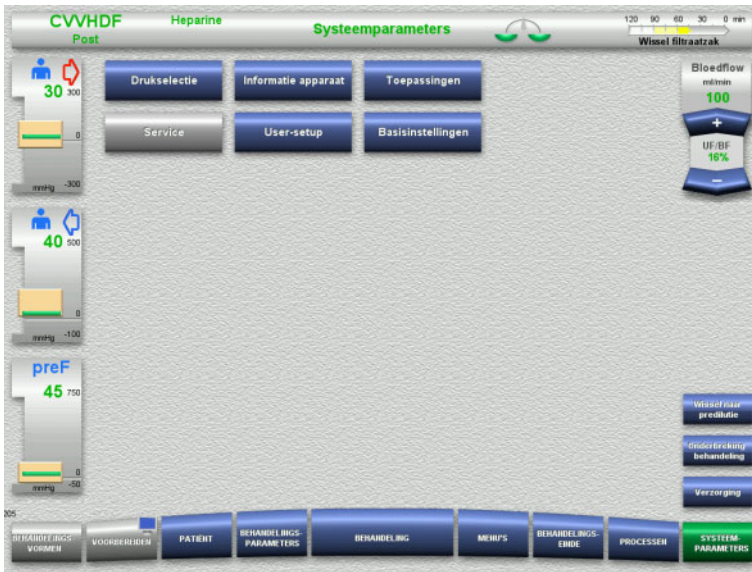 CVVHDF
Post
Heparine
Systeemparameters
120 90 60 30 0 min
Wissel filtraatzak
30
300
0
mmHg -300
40
500
0
mmHg -100
preF
45
750
0
mmHg -50
Drukselectie
Informatie apparaat
Toepassingen
Service
User-setup
Basisinstellingen
Bloedflow
ml/min
100
+
UF/BF
16%
−
Wissel naar
predilutie
Onderbreking
behandeling
Verzorging
205
BEHANDELINGS-
VORMEN
VOORBEREIDEN
PATIËNT
BEHANDELINGS-
PARAMETERS
BEHANDELING
MENU'S
BEHANDELINGS-
EINDE
PROCESSEN
SYSTEEM-
PARAMETERS